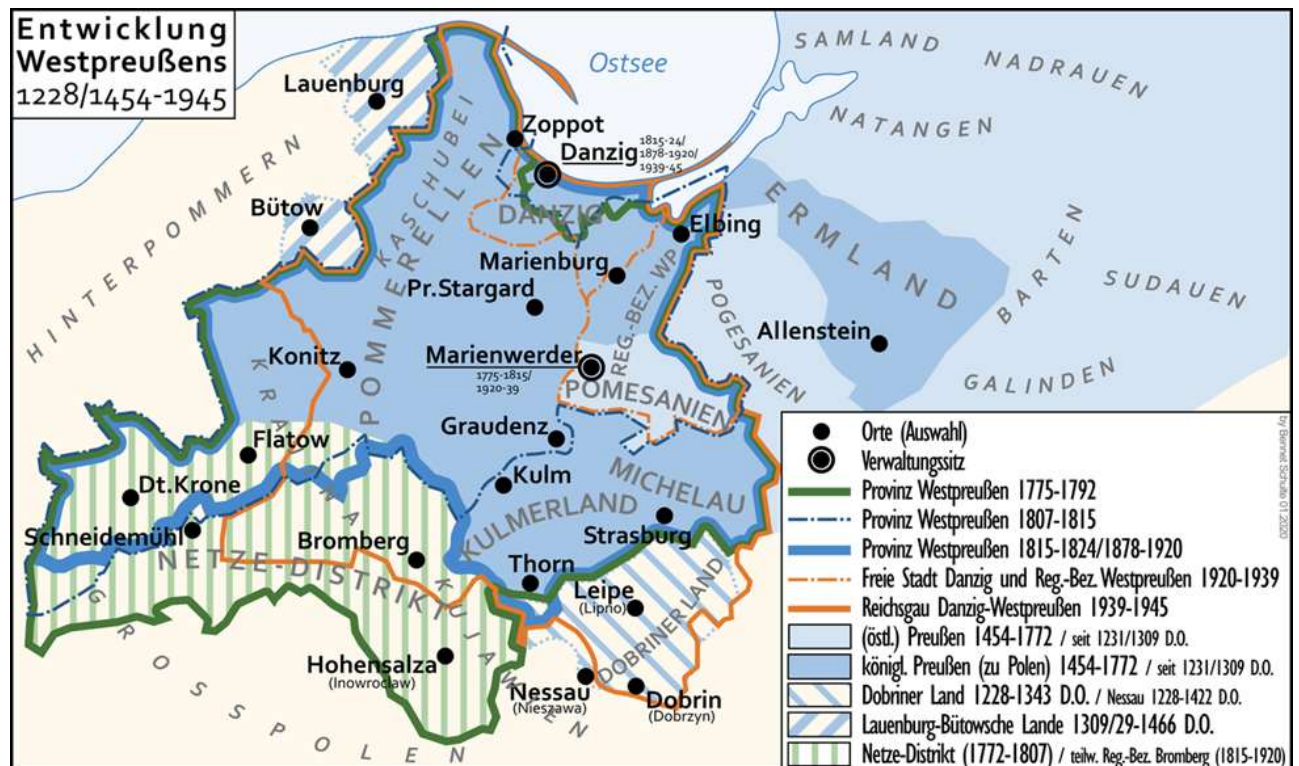 Entwicklung
Westpreußens
1228/1454-1945
Ostsee
SAMLAND
NADRAUEN
NATANGEN
Lauenburg
Zoppot
Danzig
1815-24/
1878-1920/
1939-45
KASCHUBEI
POMMERELLEN
HINTERPOMMERN
Bütow
DANZIG
Elbing
ERMLAND
BARTEN
SUDAUEN
Marienburg
REG.-BEZ. WP
Pr.Stargard
POGESANIEN
Allenstein
GALINDEN
Konitz
Marienwerder
1775-1815/
1920-39
POMESANIEN
KRAJNA
Graudenz
Flatow
Dt.Krone
Kulm
MICHELAU
KULMERLAND
Strasburg
Schneidemühl
NETZE-DISTRIKT
Bromberg
Thorn
Leipe
(Lipno)
DOBRINERLAND
KUJAWIEN
GROSSPOLEN
Hohensalza
(Inowrocław)
Nessau
(Nieszawa)
Dobrin
(Dobrzyn)
Orte (Auswahl)
Verwaltungssitz
Provinz Westpreußen 1775-1792
Provinz Westpreußen 1807-1815
Provinz Westpreußen 1815-1824/1878-1920
Freie Stadt Danzig und Reg.-Bez. Westpreußen 1920-1939
Reichsgau Danzig-Westpreußen 1939-1945
(östl.) Preußen 1454-1772 / seit 1231/1309 D.O.
königl. Preußen (zu Polen) 1454-1772 / seit 1231/1309 D.O.
Dobriner Land 1228-1343 D.O. / Nessau 1228-1422 D.O.
Lauenburg-Bütowsche Lande 1309/29-1466 D.O.
Netze-Distrikt (1772-1807) / teilw. Reg.-Bez. Bromberg (1815-1920)
by Bennet Schulte 01.2020